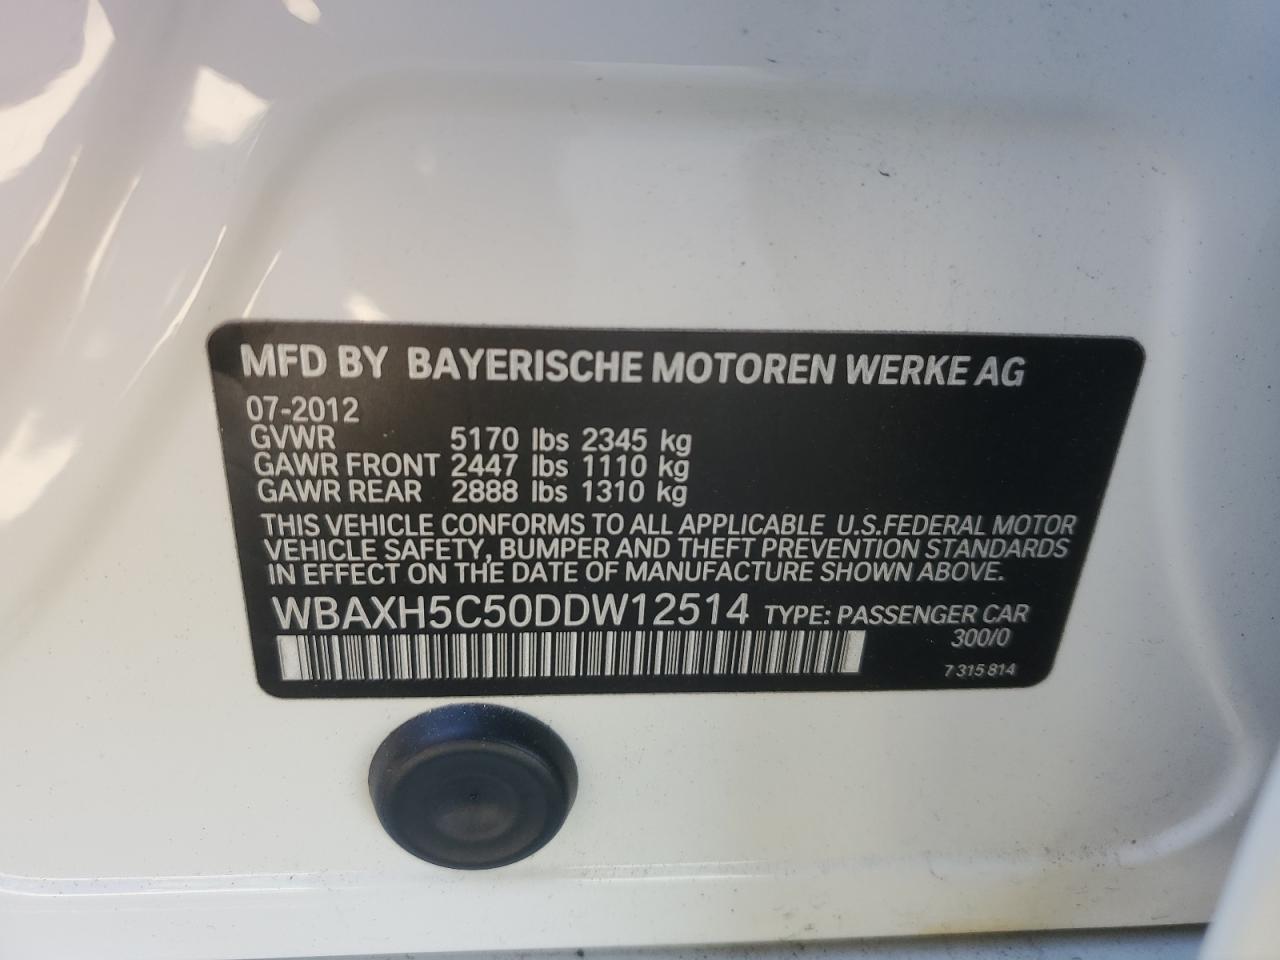 MFD BY BAYERISCHE MOTOREN WERKE AG
07-2012
GVWR 5170 lbs 2345 kg
GAWR FRONT 2447 lbs 1110 kg
GAWR REAR 2888 lbs 1310 kg
THIS VEHICLE CONFORMS TO ALL APPLICABLE U.S.FEDERAL MOTOR
VEHICLE SAFETY, BUMPER AND THEFT PREVENTION STANDARDS
IN EFFECT ON THE DATE OF MANUFACTURE SHOWN ABOVE.
WBAXH5C50DDW12514 TYPE: PASSENGER CAR
300/0
7 315 814